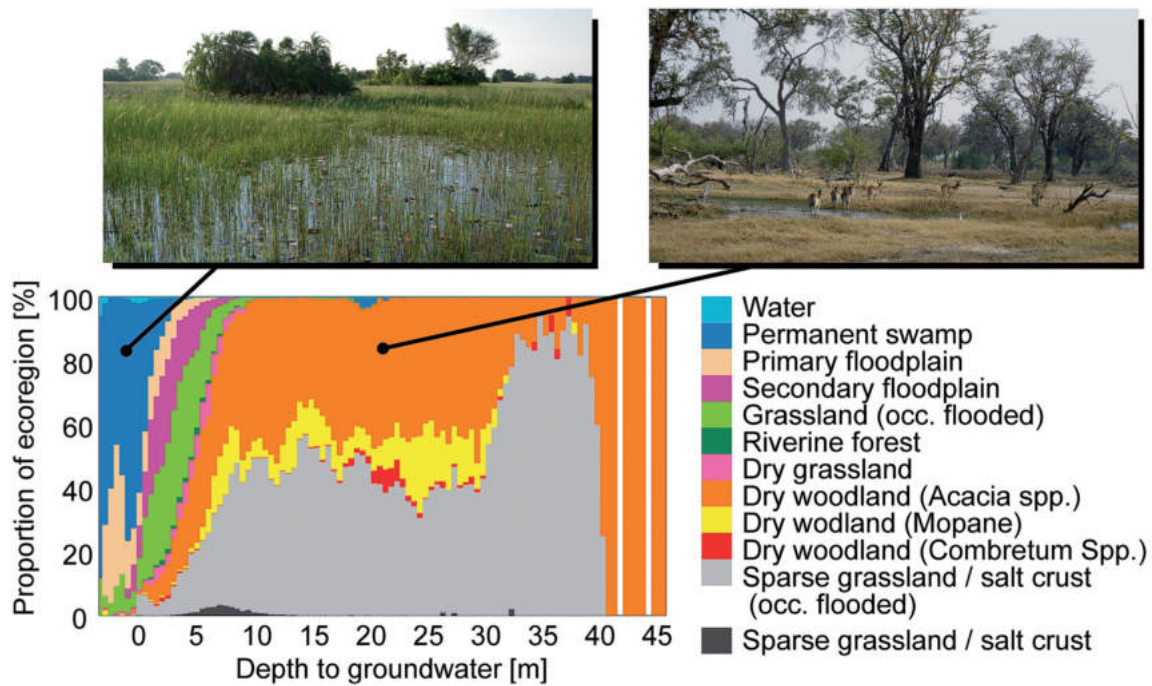 Proportion of ecoregion [%]
100
80
60
40
20
0
0 5 10 15 20 25 30 35 40 45
Depth to groundwater [m]
Water
Permanent swamp
Primary floodplain
Secondary floodplain
Grassland (occ. flooded)
Riverine forest
Dry grassland
Dry woodland (Acacia spp.)
Dry wodland (Mopane)
Dry woodland (Combretum Spp.)
Sparse grassland / salt crust
(occ. flooded)
Sparse grassland / salt crust